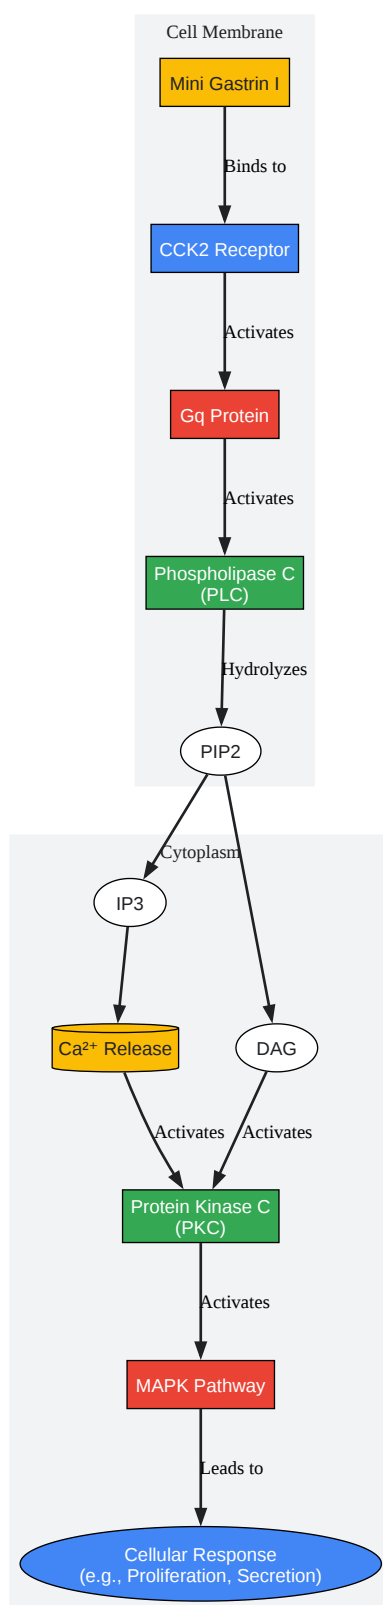 Cell Membrane
Mini Gastrin I
Binds to
CCK2 Receptor
Activates
Gq Protein
Activates
Phospholipase C
(PLC)
Hydrolyzes
PIP2
Cytoplasm
IP3
Ca²⁺ Release
DAG
Activates
Activates
Protein Kinase C
(PKC)
Activates
MAPK Pathway
Leads to
Cellular Response
(e.g., Proliferation, Secretion)